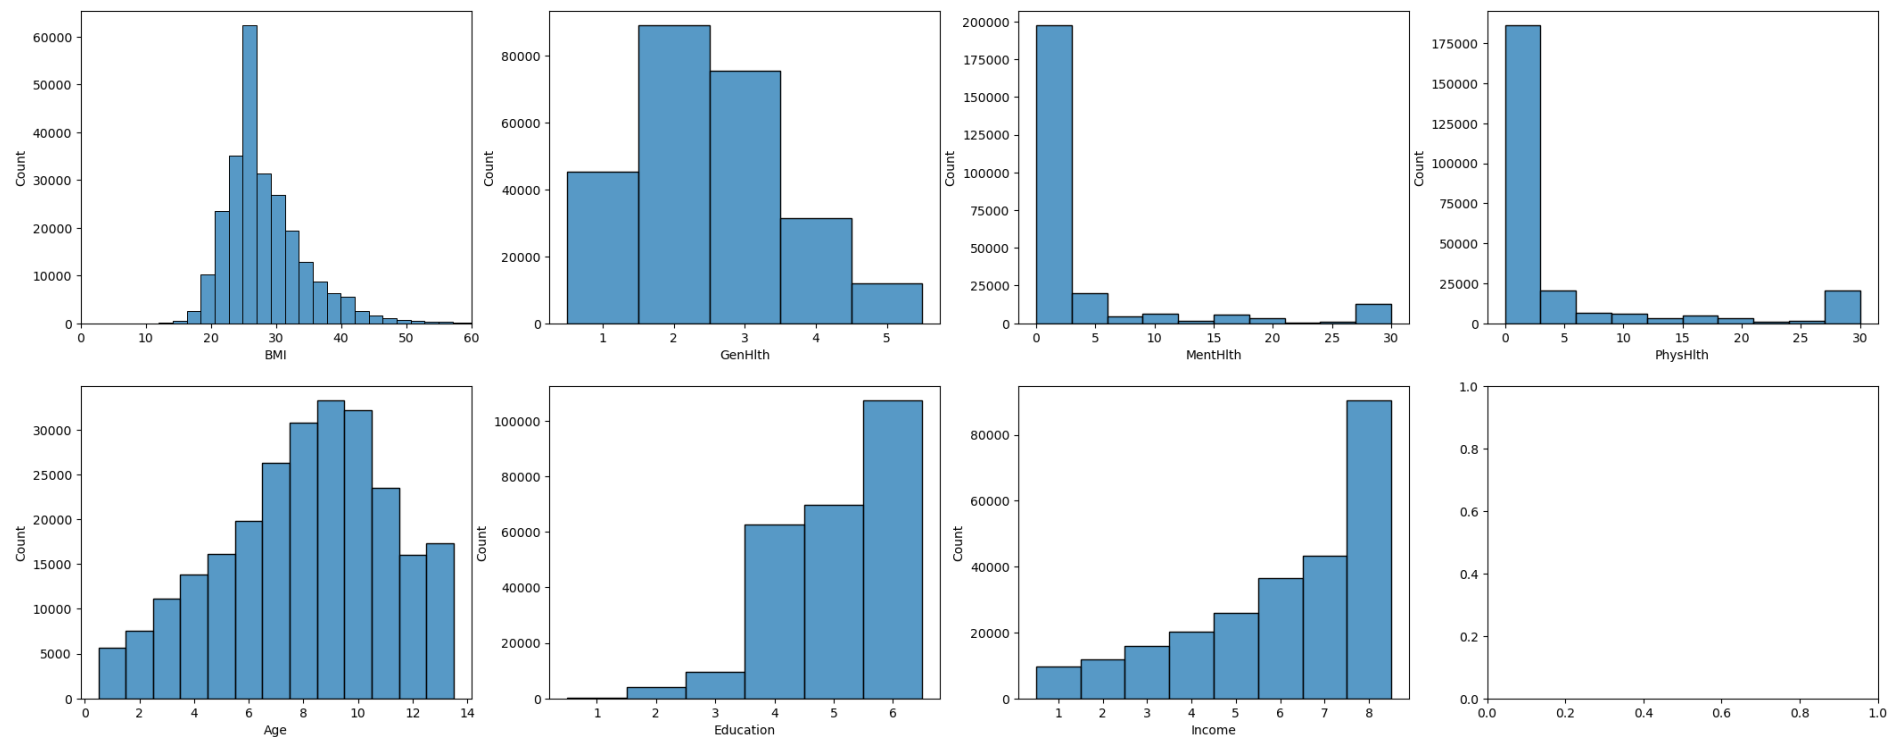 60000
50000
40000
30000
20000
10000
0
Count
0 10 20 30 40 50 60
BMI
80000
60000
40000
20000
0
Count
1 2 3 4 5
GenHlth
200000
175000
150000
125000
100000
75000
50000
25000
0
Count
0 5 10 15 20 25 30
MentHlth
175000
150000
125000
100000
75000
50000
25000
0
Count
0 5 10 15 20 25 30
PhysHlth
30000
25000
20000
15000
10000
5000
0
Count
0 2 4 6 8 10 12 14
Age
100000
80000
60000
40000
20000
0
Count
1 2 3 4 5 6
Education
80000
60000
40000
20000
0
Count
1 2 3 4 5 6 7 8
Income
1.0
0.8
0.6
0.4
0.2
0.0
0.0 0.2 0.4 0.6 0.8 1.0